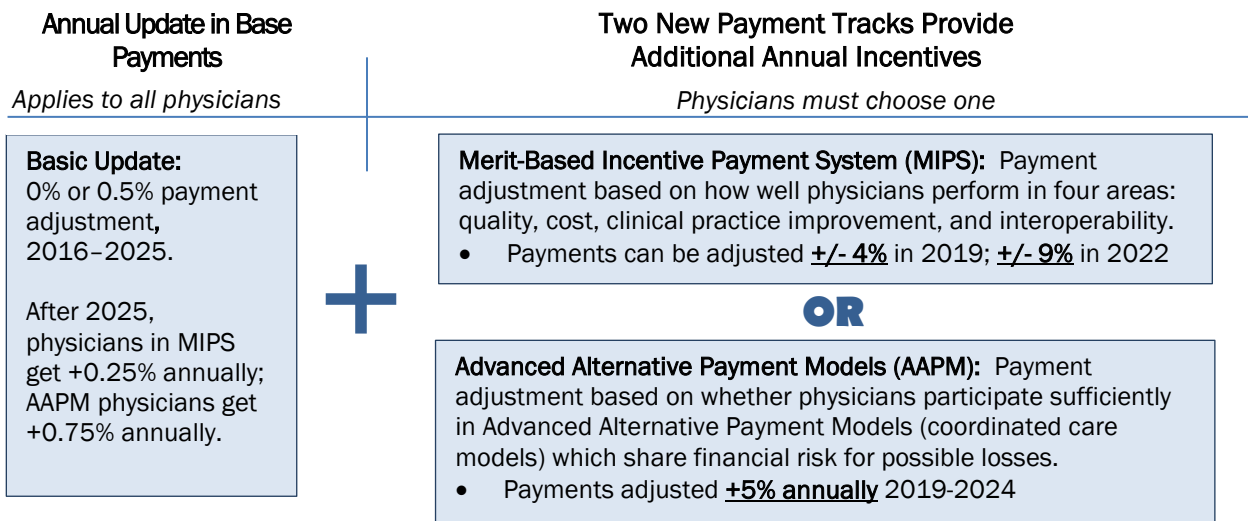 Annual Update in Base
Payments
Applies to all physicians
Two New Payment Tracks Provide
Additional Annual Incentives
Physicians must choose one
Basic Update:
0% or 0.5% payment
adjustment,
2016–2025.
After 2025,
physicians in MIPS
get +0.25% annually;
AAPM physicians get
+0.75% annually.
+
Merit-Based Incentive Payment System (MIPS): Payment
adjustment based on how well physicians perform in four areas:
quality, cost, clinical practice improvement, and interoperability.
• Payments can be adjusted +/- 4% in 2019; +/- 9% in 2022
OR
Advanced Alternative Payment Models (AAPM): Payment
adjustment based on whether physicians participate sufficiently
in Advanced Alternative Payment Models (coordinated care
models) which share financial risk for possible losses.
• Payments adjusted +5% annually 2019-2024